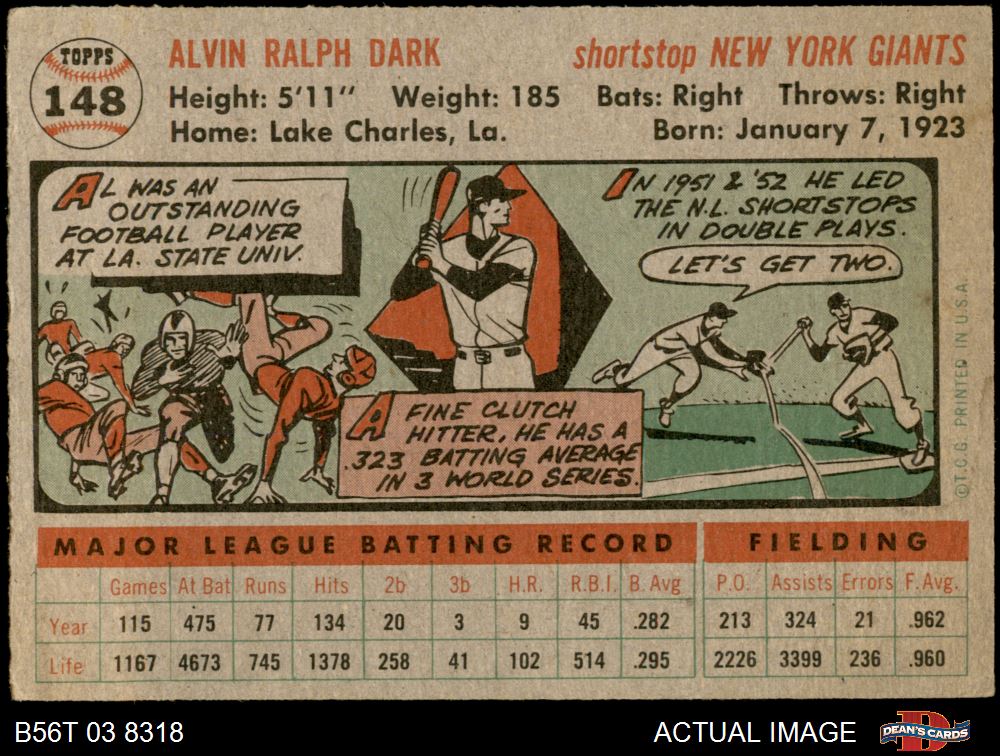 TOPPS
148
ALVIN RALPH DARK
shortstop NEW YORK GIANTS
Height: 5'11" Weight: 185 Bats: Right Throws: Right
Home: Lake Charles, La. Born: January 7, 1923
AL WAS AN
OUTSTANDING
FOOTBALL PLAYER
AT LA. STATE UNIV.
IN 1951 & '52 HE LED
THE N.L. SHORTSTOPS
IN DOUBLE PLAYS.
LET'S GET TWO.
A FINE CLUTCH
HITTER, HE HAS A
.323 BATTING AVERAGE
IN 3 WORLD SERIES.
©T.C.G. PRINTED IN U.S.A.
MAJOR LEAGUE BATTING RECORD FIELDING
Games At Bat Runs Hits 2b 3b H.R. R.B.I. B. Avg P.O. Assists Errors F. Avg.
Year 115 475 77 134 20 3 9 45 .282 213 324 21 .962
Life 1167 4673 745 1378 258 41 102 514 .295 2226 3399 236 .960
B56T 03 8318 ACTUAL IMAGE
D
DEAN'S CARDS